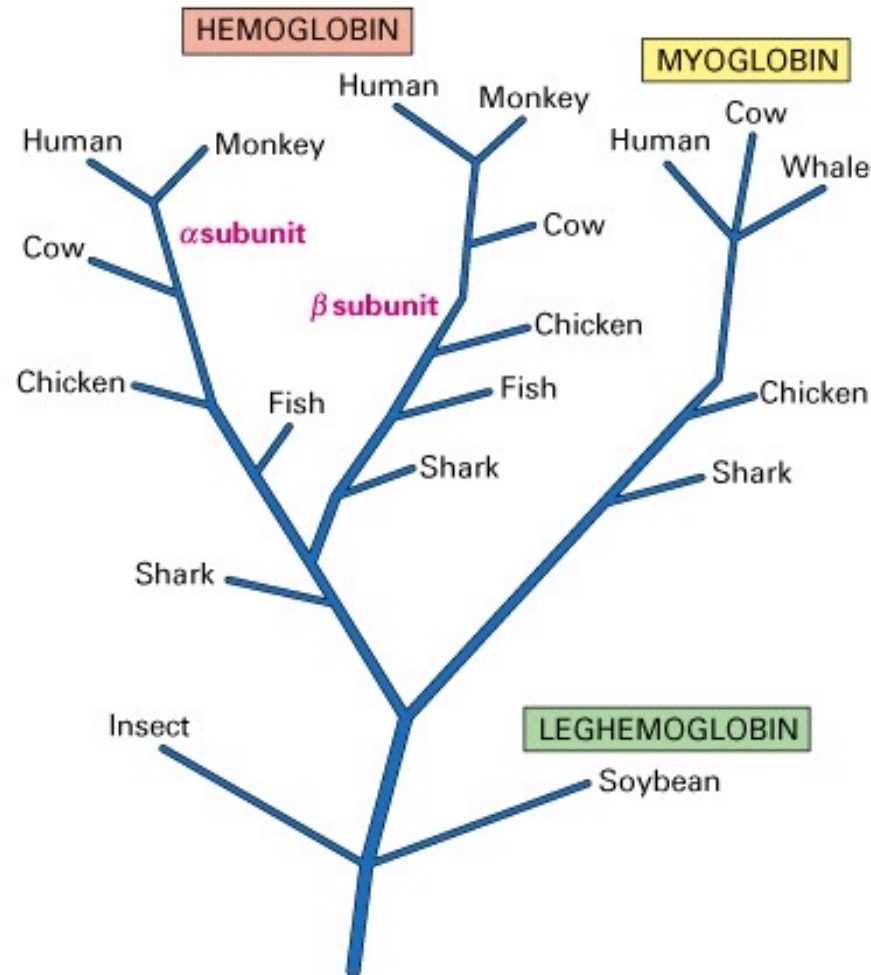 HEMOGLOBIN
MYOGLOBIN
Human
Monkey
Cow
Human
Monkey
Human
Whale
Cow
αsubunit
Cow
β subunit
Chicken
Chicken
Fish
Fish
Chicken
Shark
Shark
Shark
Insect
LEGHEMOGLOBIN
Soybean